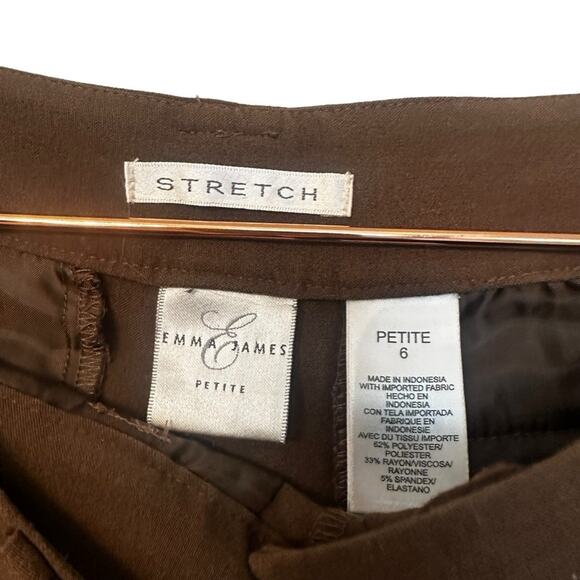 STRETCH
E
EMMA JAMES
PETITE
PETITE
6
MADE IN INDONESIA
WITH IMPORTED FABRIC
HECHO EN
INDONESIA
CON TELA IMPORTADA
FABRIQUE EN
INDONESIE
AVEC DU TISSU IMPORTE
62% POLYESTER/
POLIESTER
33% RAYON/VISCOSA/
RAYONNE
5% SPANDEX/
ELASTANO